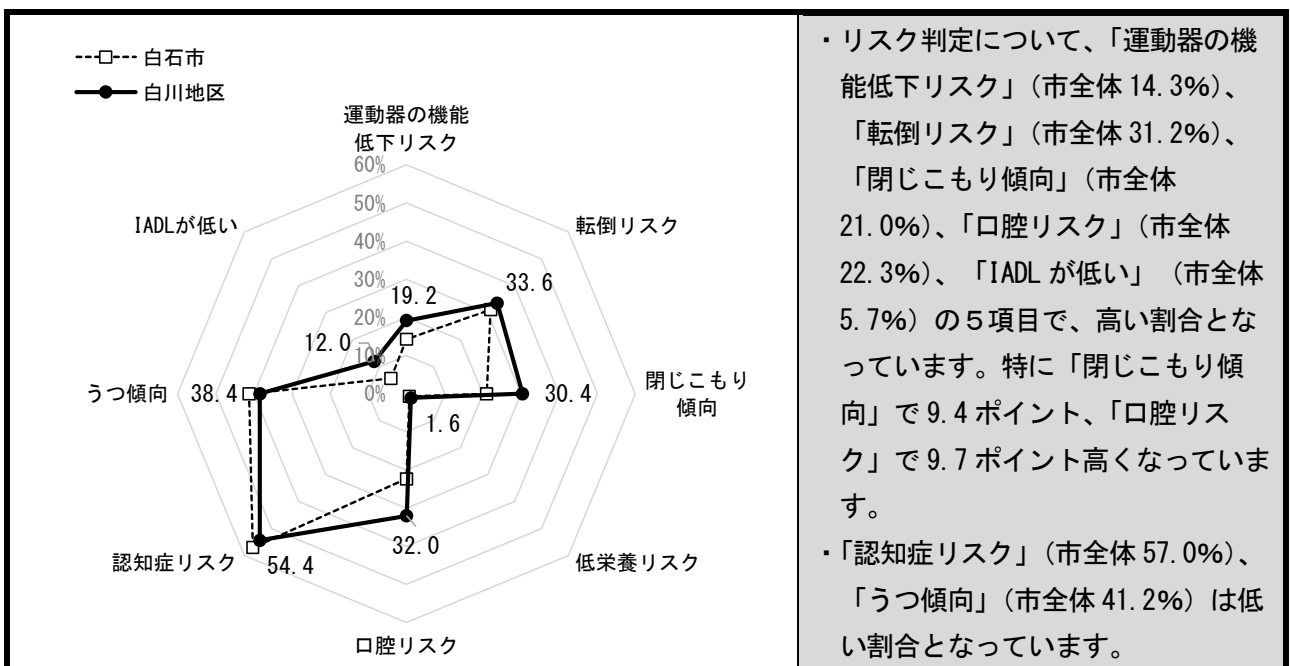 白石市
白川地区
運動器の機能
低下リスク
60%
50%
40%
30%
20%
10%
0%
IADLが低い
転倒リスク
33.6
19.2
12.0
うつ傾向
38.4
30.4
閉じこもり
傾向
1.6
認知症リスク
54.4
32.0
低栄養リスク
口腔リスク
・リスク判定について、「運動器の機
能低下リスク」(市全体 14.3%)、
「転倒リスク」(市全体 31.2%)、
「閉じこもり傾向」(市全体
21.0%)、「口腔リスク」(市全体
22.3%)、「IADL が低い」 (市全体
5.7%) の5項目で、高い割合とな
っています。特に「閉じこもり傾
向」で 9.4 ポイント、「口腔リス
ク」で 9.7 ポイント高くなっていま
す。
・「認知症リスク」(市全体 57.0%)、
「うつ傾向」(市全体 41.2%) は低
い割合となっています。